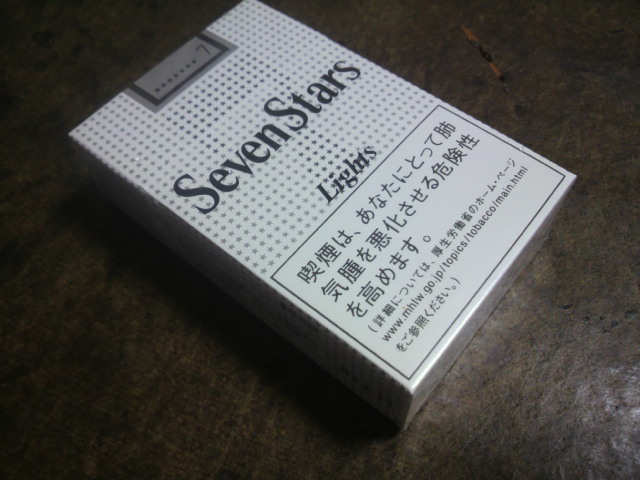 7
Seven Stars
Lights
喫煙は、あなたにとって肺
気腫を悪化させる危険性
を高めます。
(詳細については、厚生労働省のホーム・ページ
www.mhlw.go.jp/topics/tobacco/main.html
をご参照ください。)